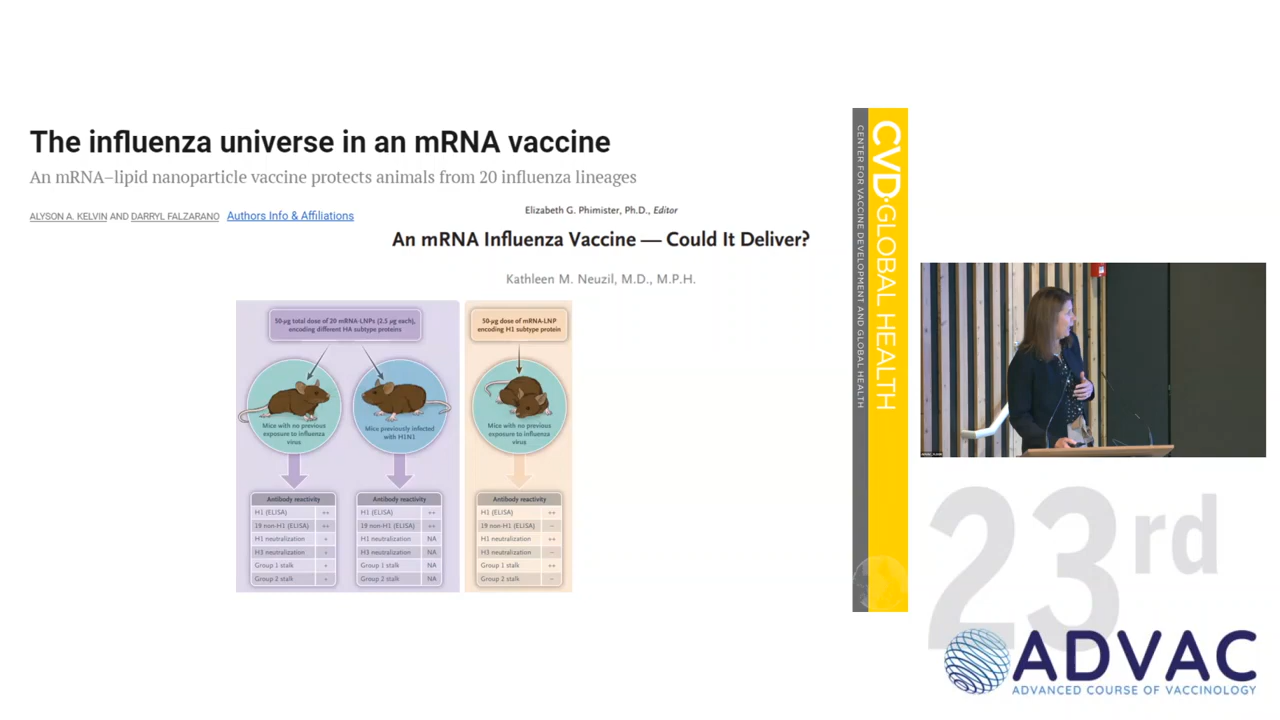 The influenza universe in an mRNA vaccine
An mRNA–lipid nanoparticle vaccine protects animals from 20 influenza lineages
ALYSON A. KELVIN AND DARRYL FALZARANO Authors Info & Affiliations
Elizabeth G. Phimister, Ph.D., Editor
An mRNA Influenza Vaccine — Could It Deliver?
Kathleen M. Neuzil, M.D., M.P.H.
50-μg total dose of 20 mRNA-LNPs (2.5 μg each),
encoding different HA subtype proteins
Mice with no previous
exposure to influenza
virus
Mice previously infected
with H1N1
Antibody reactivity
H1 (ELISA) ++
19 non-H1 (ELISA) ++
H1 neutralization +
H3 neutralization +
Group 1 stalk +
Group 2 stalk +
Antibody reactivity
H1 (ELISA) ++
19 non-H1 (ELISA) ++
H1 neutralization NA
H3 neutralization NA
Group 1 stalk NA
Group 2 stalk NA
50-μg dose of mRNA-LNP
encoding H1 subtype protein
Mice with no previous
exposure to influenza
virus
Antibody reactivity
H1 (ELISA) ++
19 non-H1 (ELISA) –
H1 neutralization ++
H3 neutralization –
Group 1 stalk ++
Group 2 stalk –
CENTER FOR VACCINE DEVELOPMENT AND GLOBAL HEALTH
CVD·GLOBAL HEALTH
23rd
ADVAC
ADVANCED COURSE OF VACCINOLOGY